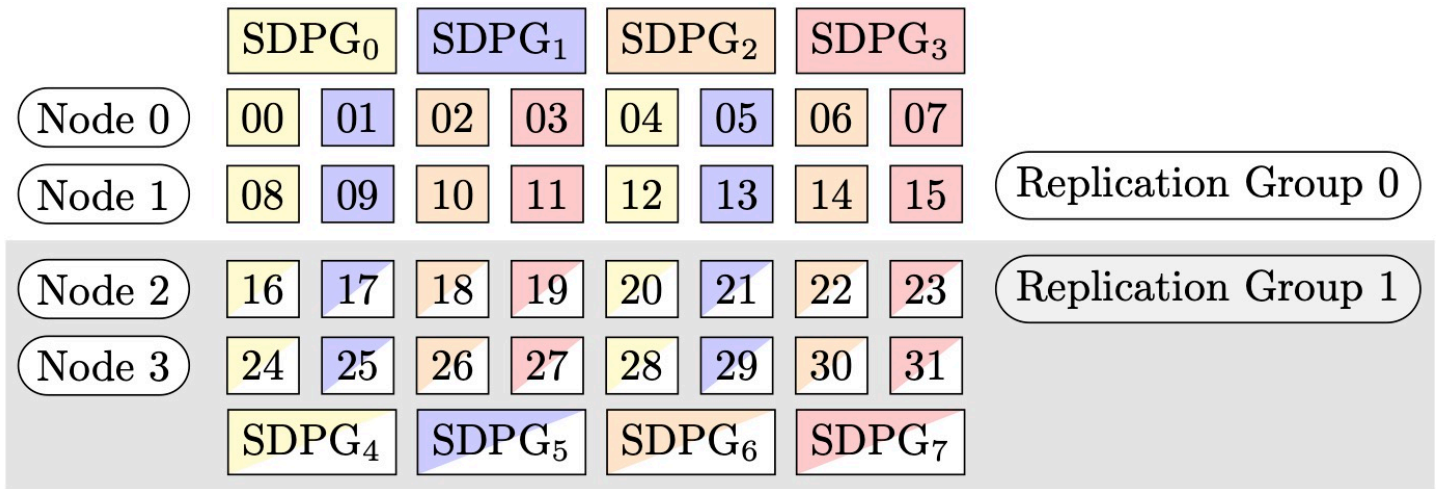 SDPG₀ SDPG₁ SDPG₂ SDPG₃
Node 0 00 01 02 03 04 05 06 07
Node 1 08 09 10 11 12 13 14 15 Replication Group 0
Node 2 16 17 18 19 20 21 22 23 Replication Group 1
Node 3 24 25 26 27 28 29 30 31
SDPG₄ SDPG₅ SDPG₆ SDPG₇